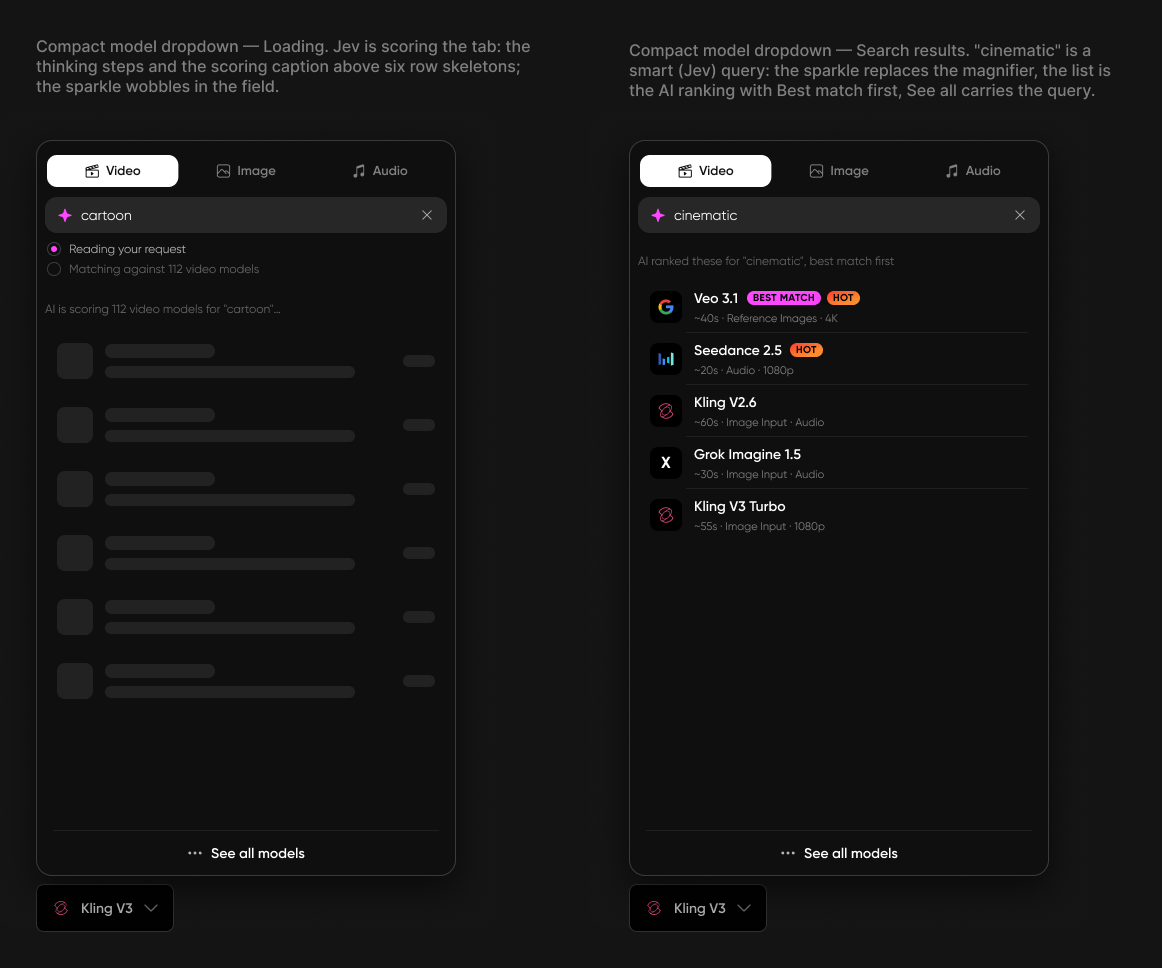 Compact model dropdown — Loading. Jev is scoring the tab: the
thinking steps and the scoring caption above six row skeletons;
the sparkle wobbles in the field.
Video
Image
Audio
cartoon
Reading your request
Matching against 112 video models
AI is scoring 112 video models for "cartoon"...
See all models
Kling V3
Compact model dropdown — Search results. "cinematic" is a
smart (Jev) query: the sparkle replaces the magnifier, the list is
the AI ranking with Best match first, See all carries the query.
Video
Image
Audio
cinematic
AI ranked these for "cinematic", best match first
Veo 3.1 BEST MATCH HOT
~40s · Reference Images · 4K
Seedance 2.5 HOT
~20s · Audio · 1080p
Kling V2.6
~60s · Image Input · Audio
Grok Imagine 1.5
~30s · Image Input · Audio
Kling V3 Turbo
~55s · Image Input · 1080p
See all models
Kling V3